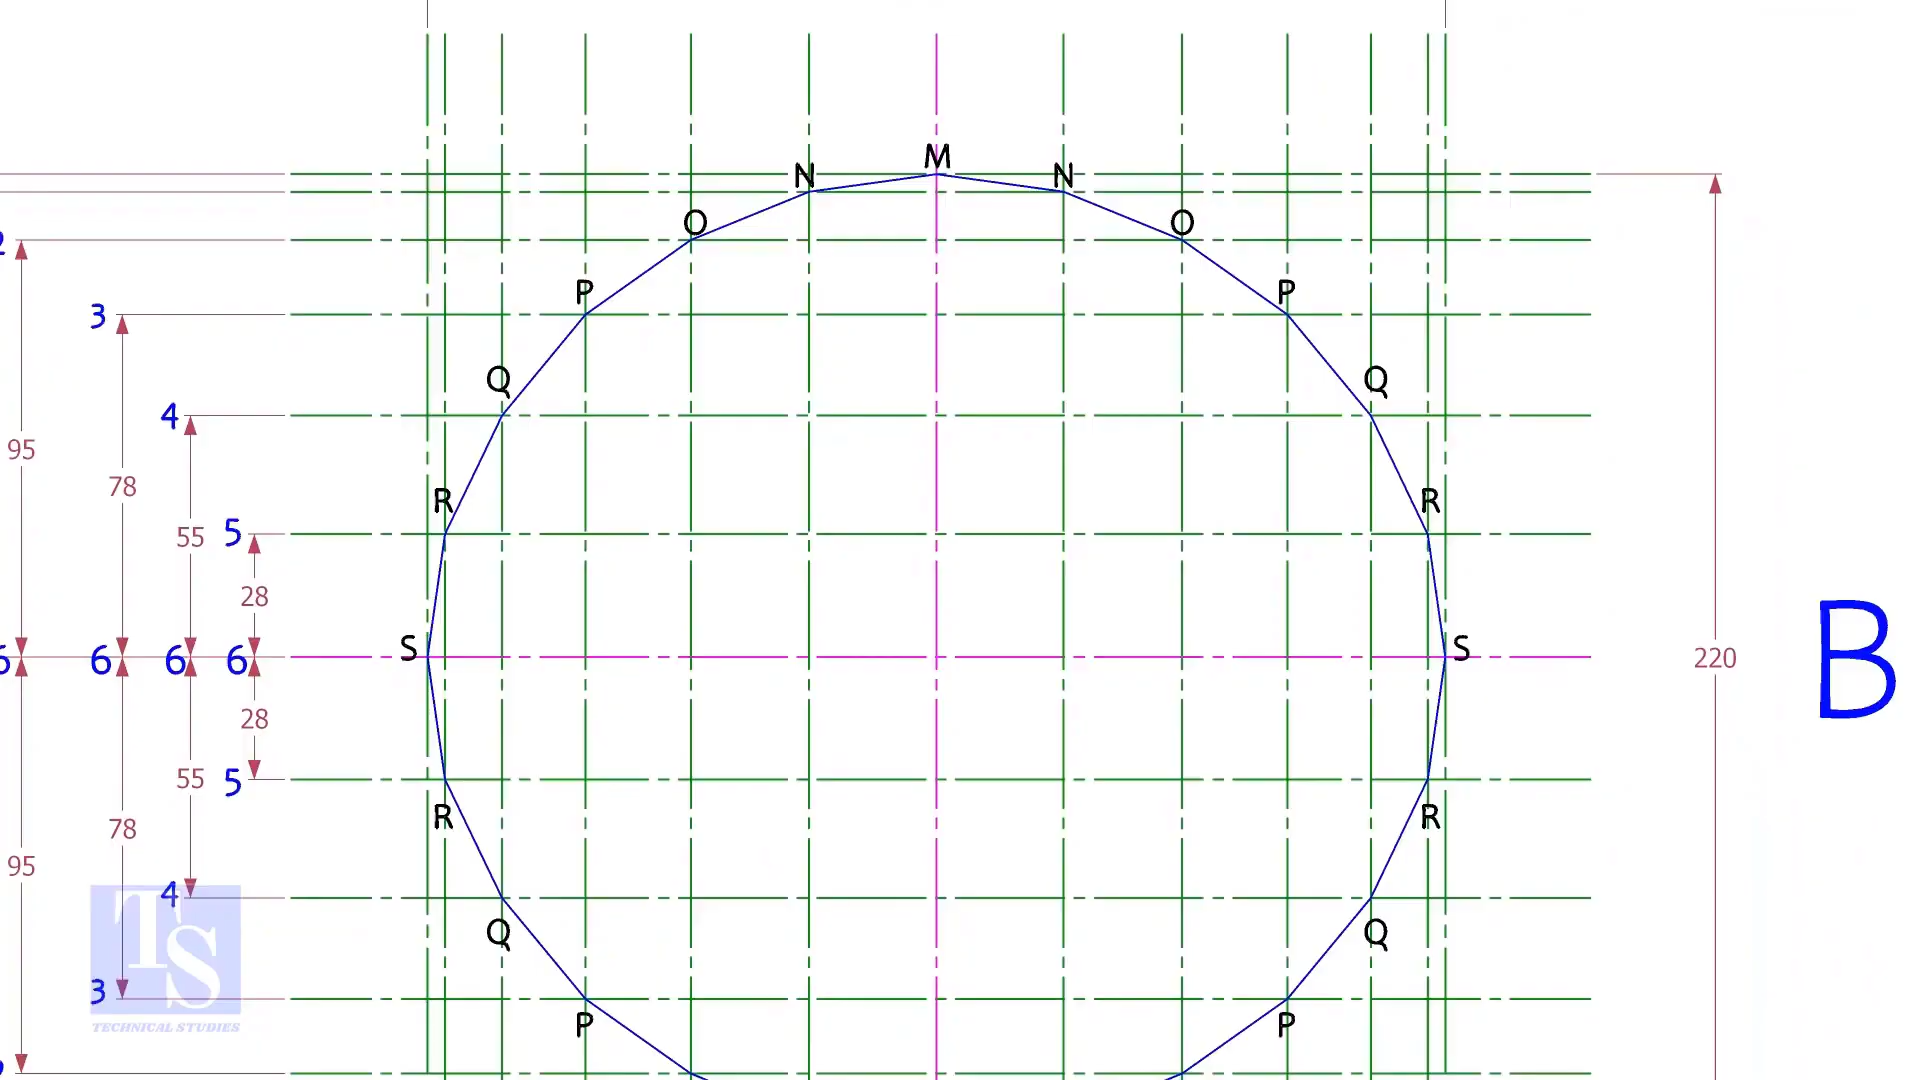 M
N N
O O
P P
3
Q Q
4
95
78
R R
55 5
28
S S
6 6 6 220 B
28
55 5
R R
78
95
4
Q Q
3
P P
TS
TECHNICAL STUDIES